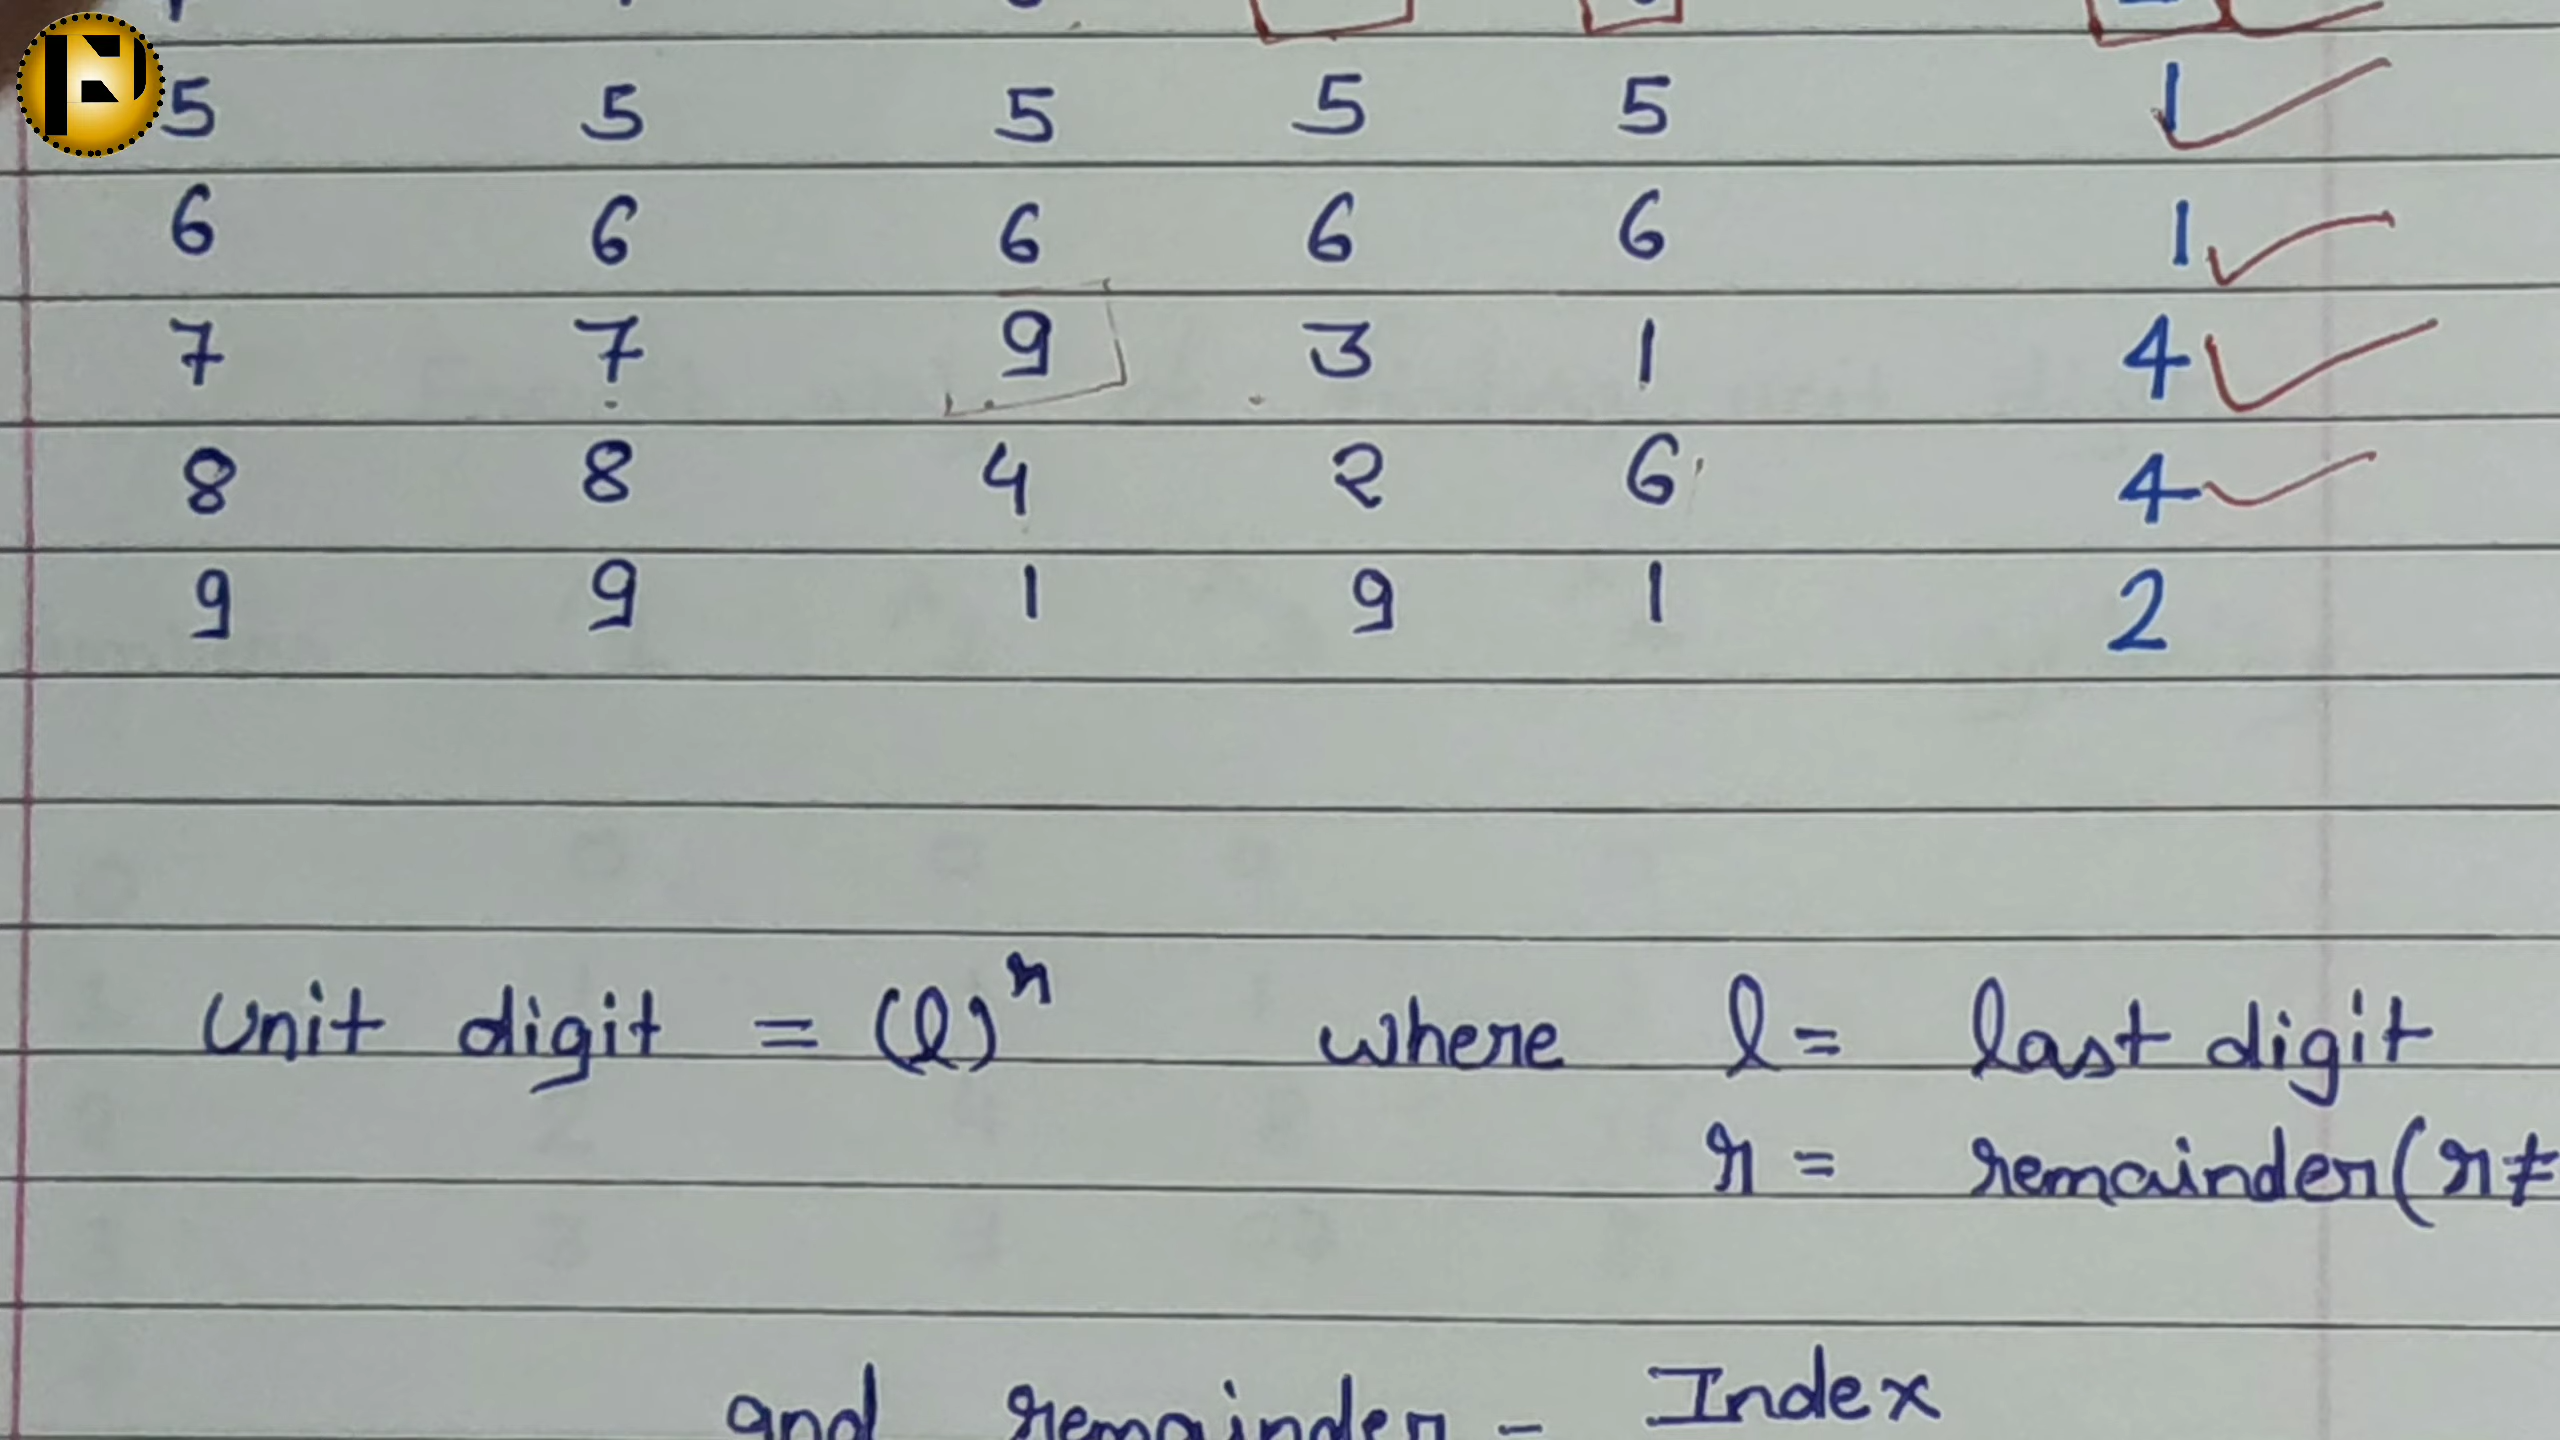 5 5 5 5 5 1
6 6 6 6 6 1
7 7 9 3 1 4
8 8 4 2 6 4
9 9 1 9 1 2
Unit digit = (l)^r where l = last digit
r = remainder (r ≠
and remainder = Index